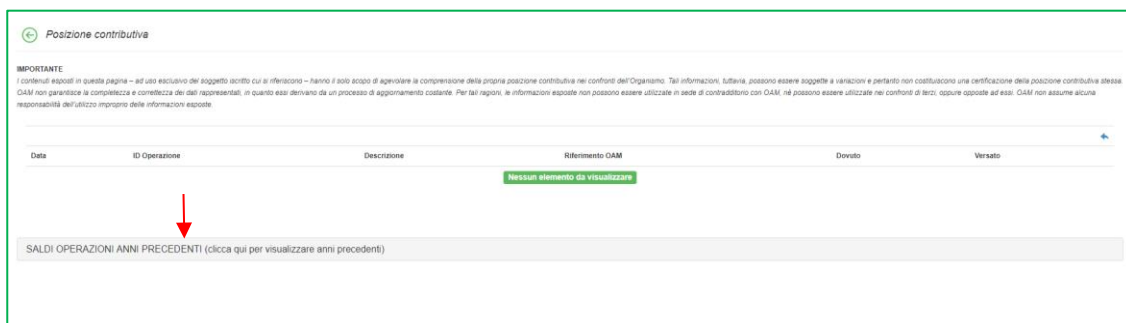 Posizione contributiva
IMPORTANTE
I contenuti esposti in questa pagina – ad uso esclusivo del soggetto iscritto cui si riferiscono – hanno il solo scopo di agevolare la comprensione della propria posizione contributiva nei confronti dell'Organismo. Tali informazioni, tuttavia, possono essere soggette a variazioni e pertanto non costituiscono una certificazione della posizione contributiva stessa.
OAM non garantisce la completezza e correttezza dei dati rappresentati, in quanto essi derivano da un processo di aggiornamento costante. Per tali ragioni, le informazioni esposte non possono essere utilizzate in sede di contraddittorio con OAM, né possono essere utilizzate nei confronti di terzi, oppure opposte ad essi. OAM non assume alcuna
responsabilità dell'utilizzo improprio delle informazioni esposte.
Data ID Operazione Descrizione Riferimento OAM Dovuto Versato
Nessun elemento da visualizzare
SALDI OPERAZIONI ANNI PRECEDENTI (clicca qui per visualizzare anni precedenti)